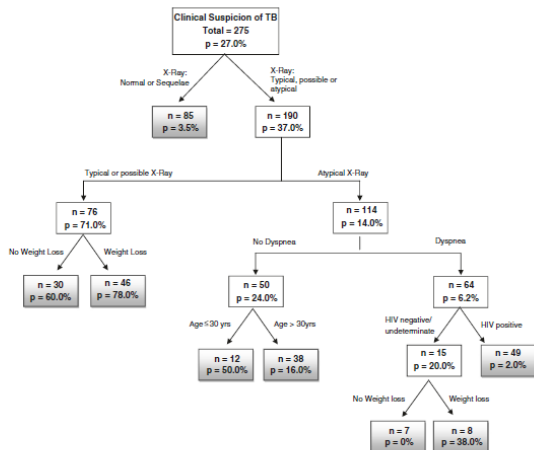 Clinical Suspicion of TB
Total = 275
p = 27.0%
X-Ray:
Normal or Sequelae
X-Ray:
Typical, possible or
atypical
n = 85
p = 3.5%
n = 190
p = 37.0%
Typical or possible X-Ray
Atypical X-Ray
n = 76
p = 71.0%
n = 114
p = 14.0%
No Weight Loss
Weight Loss
No Dyspnea
Dyspnea
n = 30
p = 60.0%
n = 46
p = 78.0%
n = 50
p = 24.0%
n = 64
p = 6.2%
Age≤30 yrs
Age > 30yrs
HIV negative/
undeterminate
HIV positive
n = 12
p = 50.0%
n = 38
p = 16.0%
n = 15
p = 20.0%
n = 49
p = 2.0%
No Weight loss
Weight loss
n = 7
p = 0%
n = 8
p = 38.0%